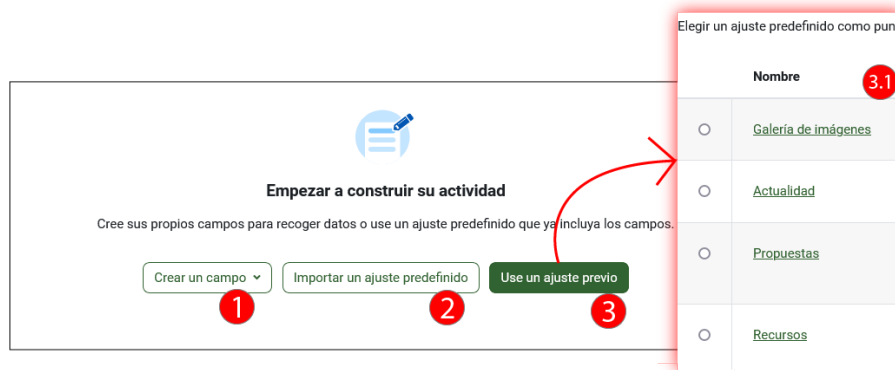 Elegir un ajuste predefinido como pun
Nombre
3.1
Galería de imágenes
Actualidad
Propuestas
Recursos
Empezar a construir su actividad
Cree sus propios campos para recoger datos o use un ajuste predefinido que ya incluya los campos.
Crear un campo
Importar un ajuste predefinido
Use un ajuste previo
1
2
3